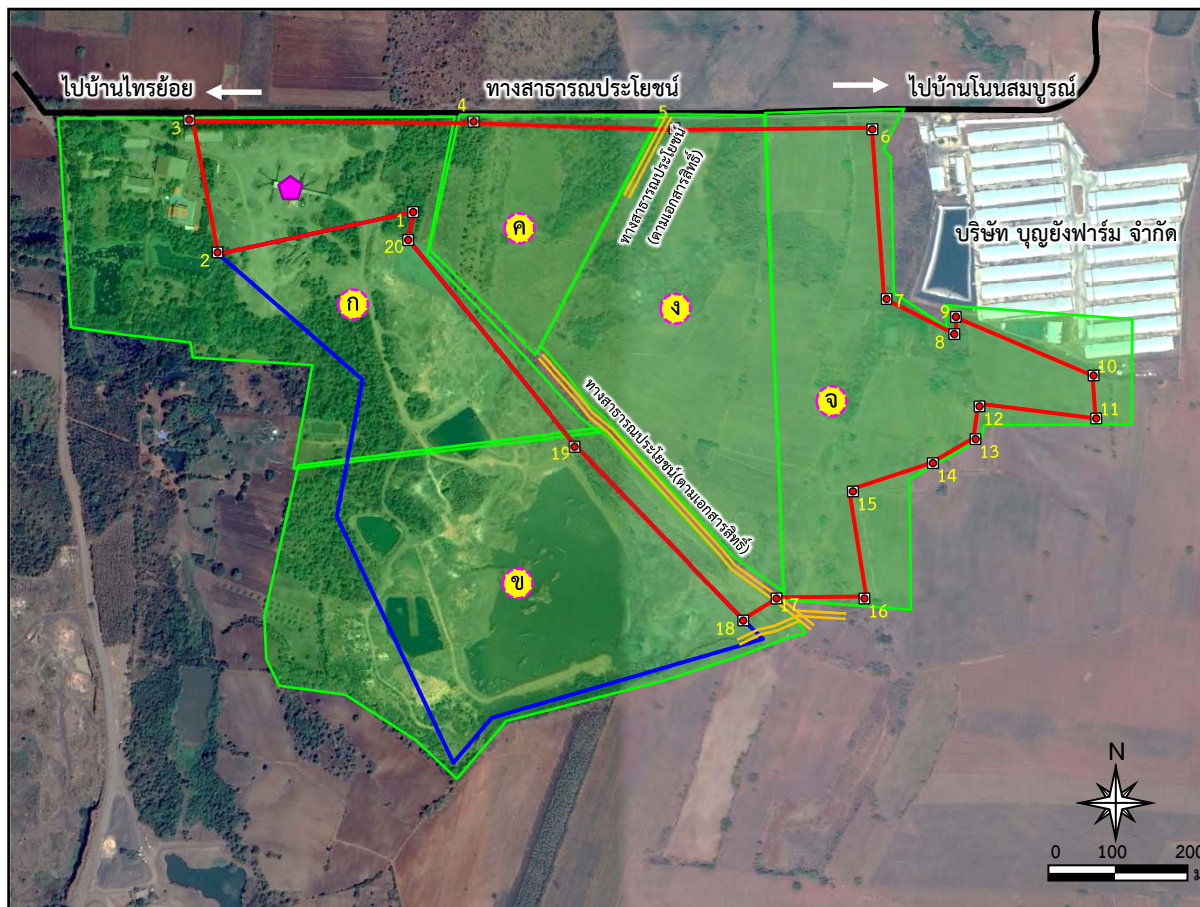 ไปบ้านไทรย้อย
ทางสาธารณประโยชน์
ไปบ้านโนนสมบูรณ์
3
4
5
6
ทางสาธารณประโยชน์
(ตามเอกสารสิทธิ์)
1
20
2
ค
บริษัท บุญยังฟาร์ม จำกัด
ก
ง
7
9
8
10
จ
12
11
13
14
ทางสาธารณประโยชน์(ตามเอกสารสิทธิ์)
19
15
ข
17
16
18
N
0 100 200
ม